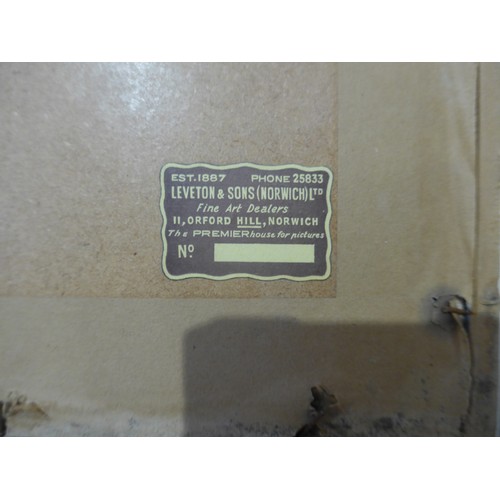 EST.1887 PHONE 25833
LEVETON & SONS (NORWICH) LTD
Fine Art Dealers
11, ORFORD HILL, NORWICH
The PREMIER house for pictures
No.